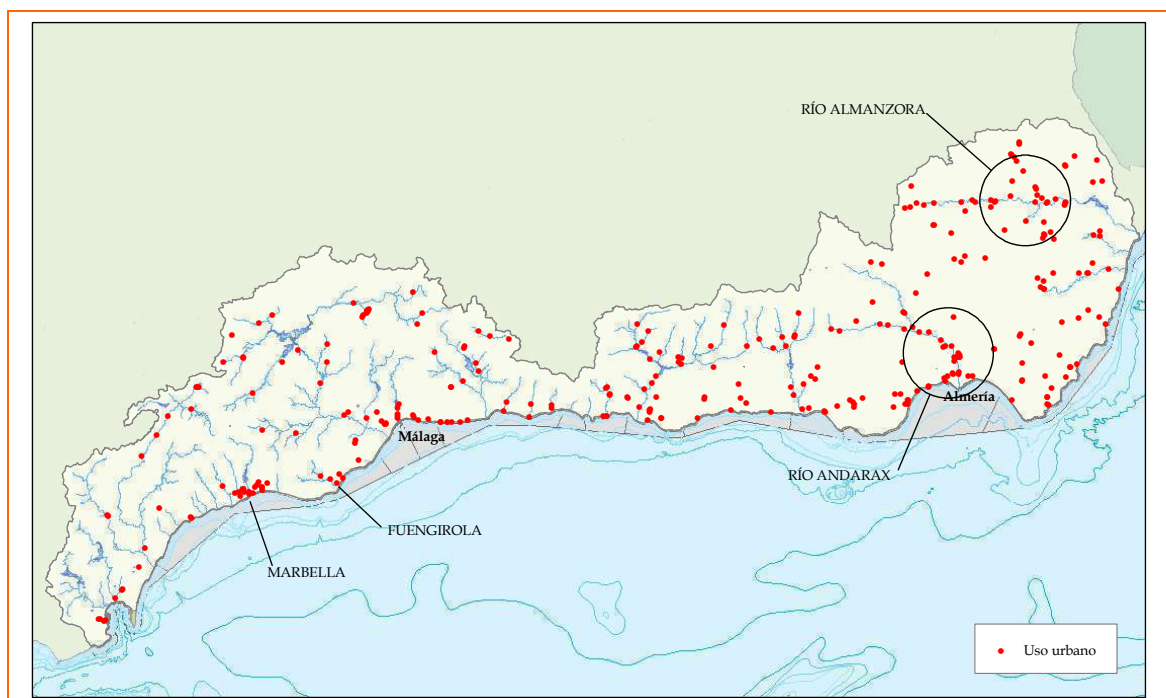 RÍO ALMANZORA
Almería
Málaga
RÍO ANDARAX
FUENGIROLA
MARBELLA
Uso urbano